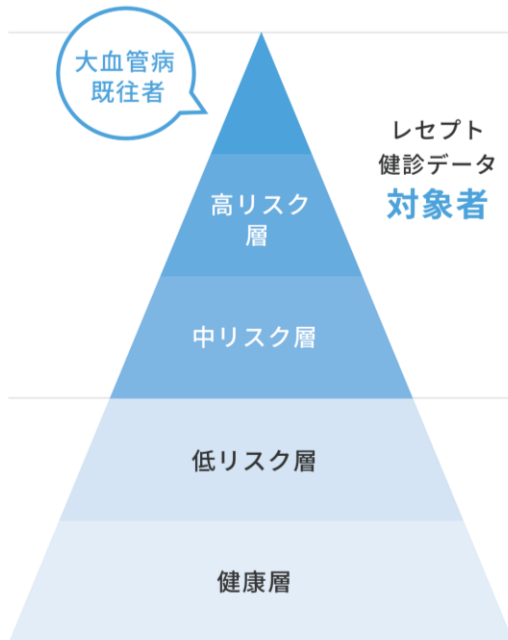 大血管病
既往者
レセプト
健診データ
対象者
高リスク
層
中リスク層
低リスク層
健康層